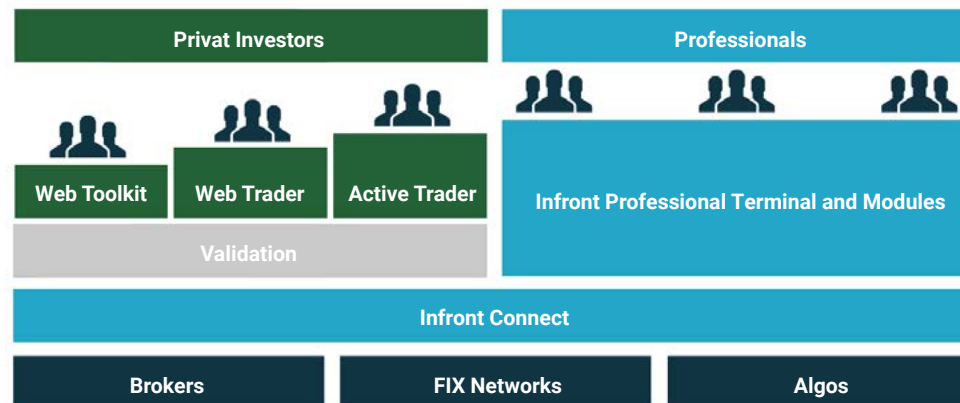 Privat Investors
Professionals
Web Toolkit
Web Trader
Active Trader
Infront Professional Terminal and Modules
Validation
Infront Connect
Brokers
FIX Networks
Algos